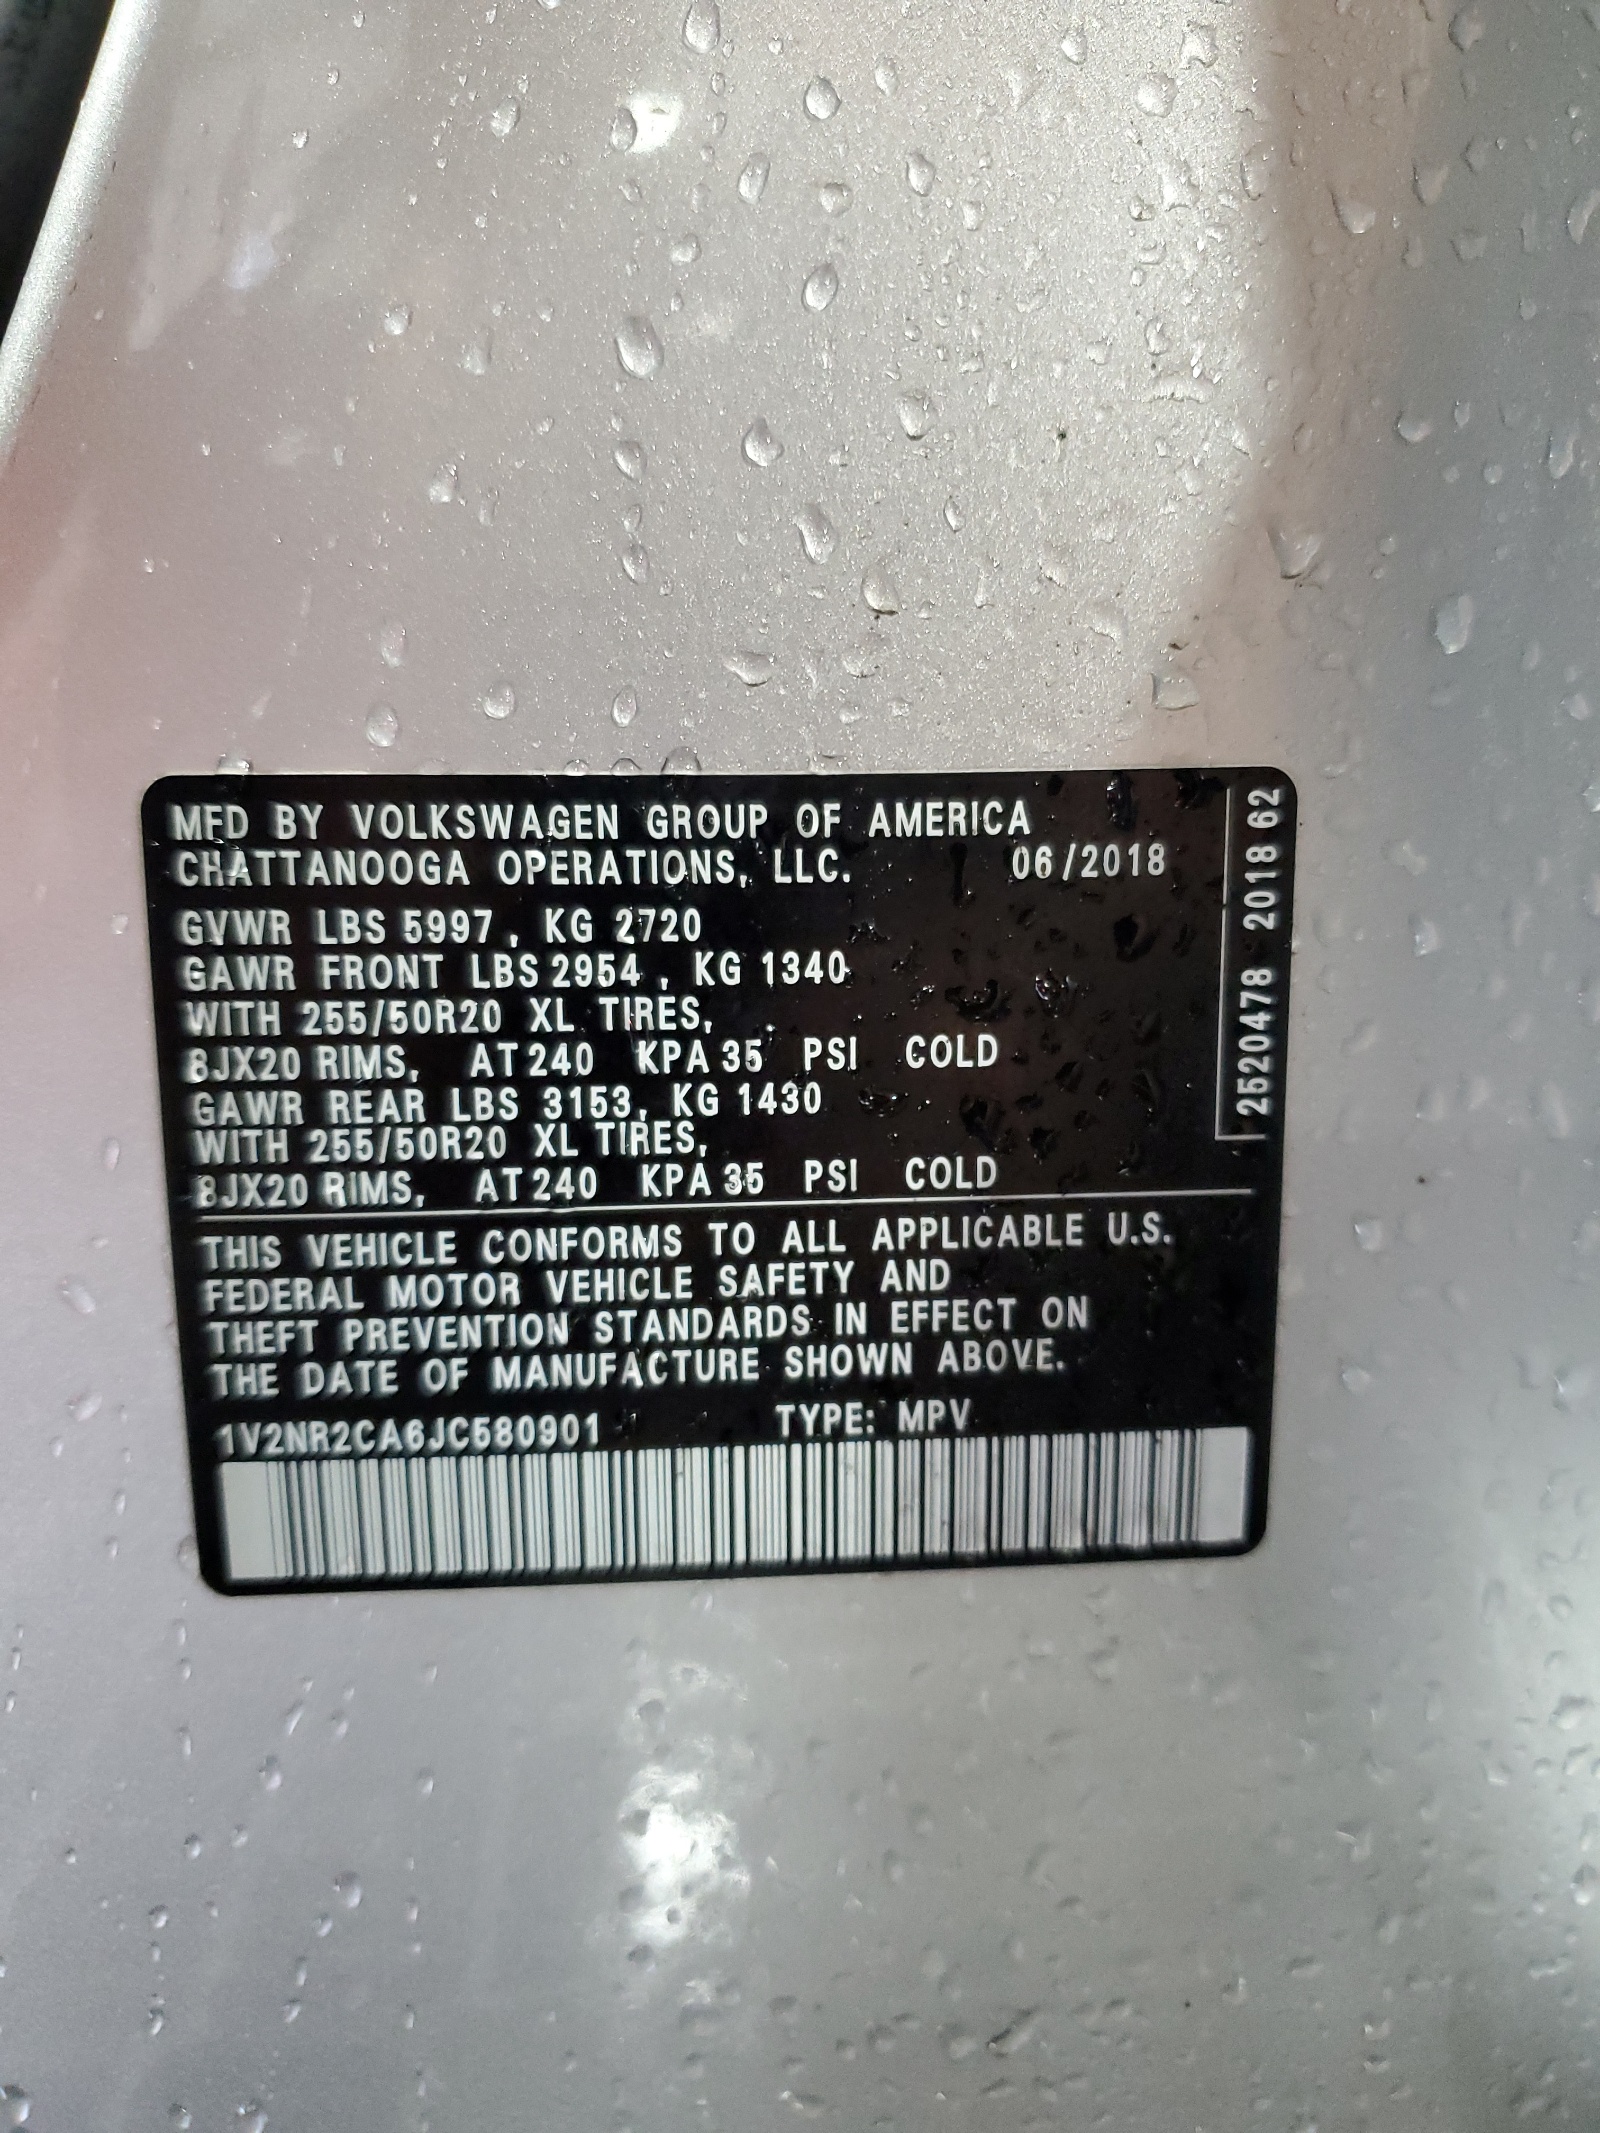 MFD BY VOLKSWAGEN GROUP OF AMERICA
CHATTANOOGA OPERATIONS, LLC. 06/2018
GVWR LBS 5997, KG 2720
GAWR FRONT LBS 2954, KG 1340
WITH 255/50R20 XL TIRES,
8JX20 RIMS, AT 240 KPA 35 PSI COLD
GAWR REAR LBS 3153, KG 1430
WITH 255/50R20 XL TIRES,
8JX20 RIMS, AT 240 KPA 35 PSI COLD
THIS VEHICLE CONFORMS TO ALL APPLICABLE U.S.
FEDERAL MOTOR VEHICLE SAFETY AND
THEFT PREVENTION STANDARDS IN EFFECT ON
THE DATE OF MANUFACTURE SHOWN ABOVE.
1V2NR2CA6JC580901 TYPE: MPV
2520478 2018 62